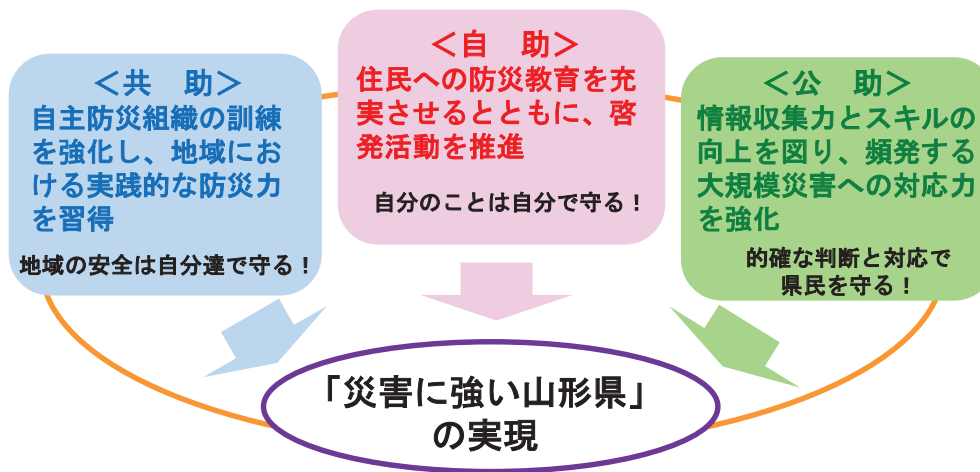 ＜共　助＞
自主防災組織の訓練
を強化し、地域にお
ける実践的な防災力
を習得
地域の安全は自分達で守る！
＜自　助＞
住民への防災教育を充
実させるとともに、啓
発活動を推進
自分のことは自分で守る！
＜公　助＞
情報収集力とスキルの
向上を図り、頻発する
大規模災害への対応力
を強化
的確な判断と対応で
県民を守る！
「災害に強い山形県」
の実現